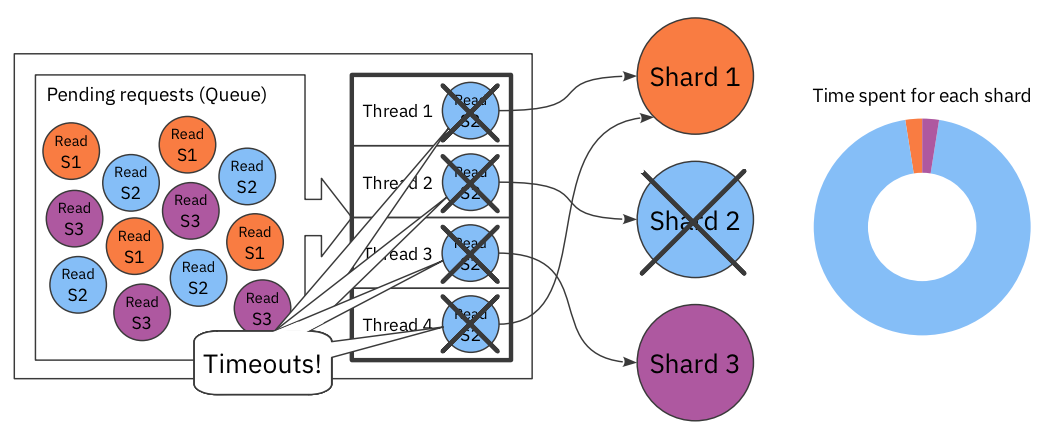 Pending requests (Queue)
Read
S1
Read
S1
Read
S2
Read
S2
Read
S3
Read
S3
Read
S1
Read
S1
Read
S2
Read
S2
Read
S3
Read
S3
Timeouts!
Thread 1
Read
S2
Thread 2
Read
S2
Thread 3
Read
S2
Thread 4
Read
S2
Shard 1
Shard 2
Shard 3
Time spent for each shard